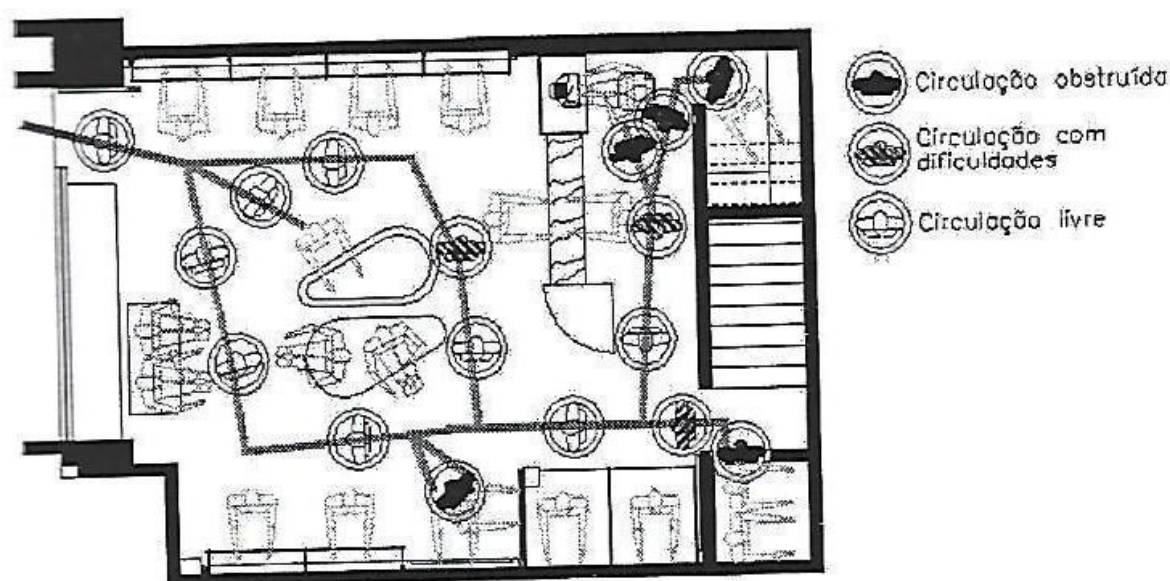 Circulação obstruída
Circulação com
dificuldades
Circulação livre